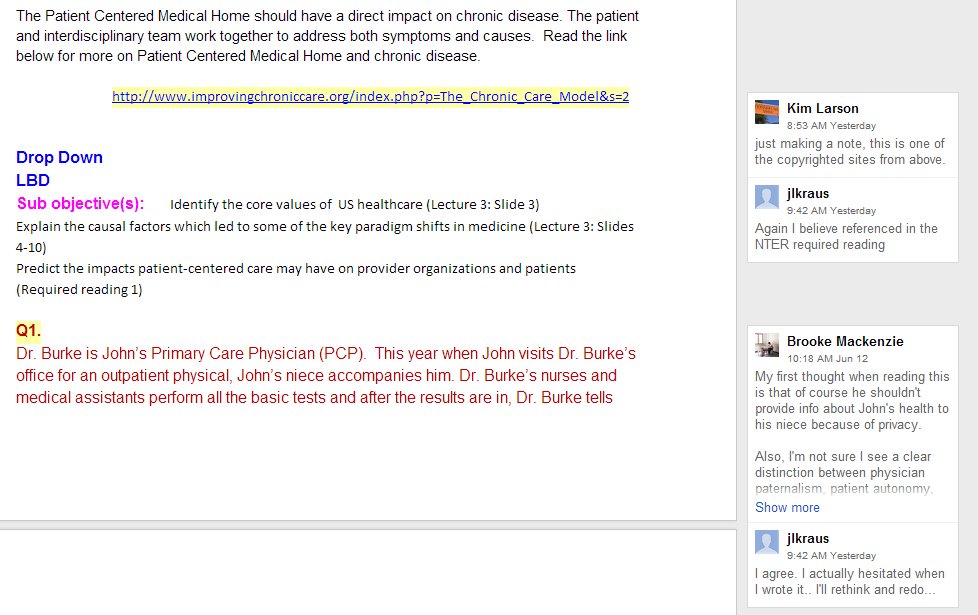 The Patient Centered Medical Home should have a direct impact on chronic disease. The patient
and interdisciplinary team work together to address both symptoms and causes.  Read the link
below for more on Patient Centered Medical Home and chronic disease.
http://www.improvingchroniccare.org/index.php?p=The_Chronic_Care_Model&s=2
Drop Down
LBD
Sub objective(s):   Identify the core values of  US healthcare (Lecture 3: Slide 3)
Explain the causal factors which led to some of the key paradigm shifts in medicine (Lecture 3: Slides
4-10)
Predict the impacts patient-centered care may have on provider organizations and patients
(Required reading 1)
Q1.
Dr. Burke is John's Primary Care Physician (PCP).  This year when John visits Dr. Burke's
office for an outpatient physical, John's niece accompanies him. Dr. Burke's nurses and
medical assistants perform all the basic tests and after the results are in, Dr. Burke tells
Kim Larson
8:53 AM Yesterday
just making a note, this is one of
the copyrighted sites from above.
jlkraus
9:42 AM Yesterday
Again I believe referenced in the
NTER required reading
Brooke Mackenzie
10:18 AM Jun 12
My first thought when reading this
is that of course he shouldn't
provide info about John's health to
his niece because of privacy.
Also, I'm not sure I see a clear
distinction between physician
paternalism, patient autonomy,
Show more
jlkraus
9:42 AM Yesterday
I agree. I actually hesitated when
I wrote it.. I'll rethink and redo...